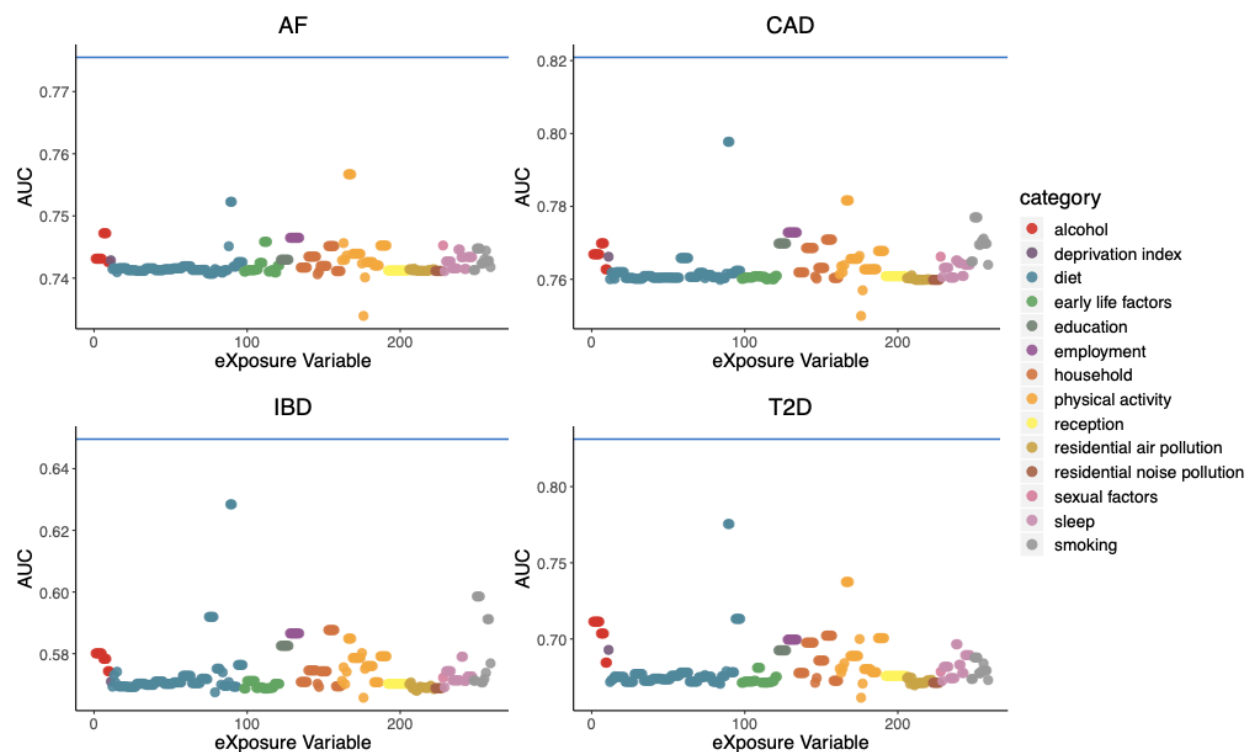 AF
0.77
0.76
0.75
0.74
AUC
0 100 200
eXposure Variable
CAD
0.82
0.80
0.78
0.76
AUC
0 100 200
eXposure Variable
IBD
0.64
0.62
0.60
0.58
AUC
0 100 200
eXposure Variable
T2D
0.80
0.75
0.70
AUC
0 100 200
eXposure Variable
category
alcohol
deprivation index
diet
early life factors
education
employment
household
physical activity
reception
residential air pollution
residential noise pollution
sexual factors
sleep
smoking